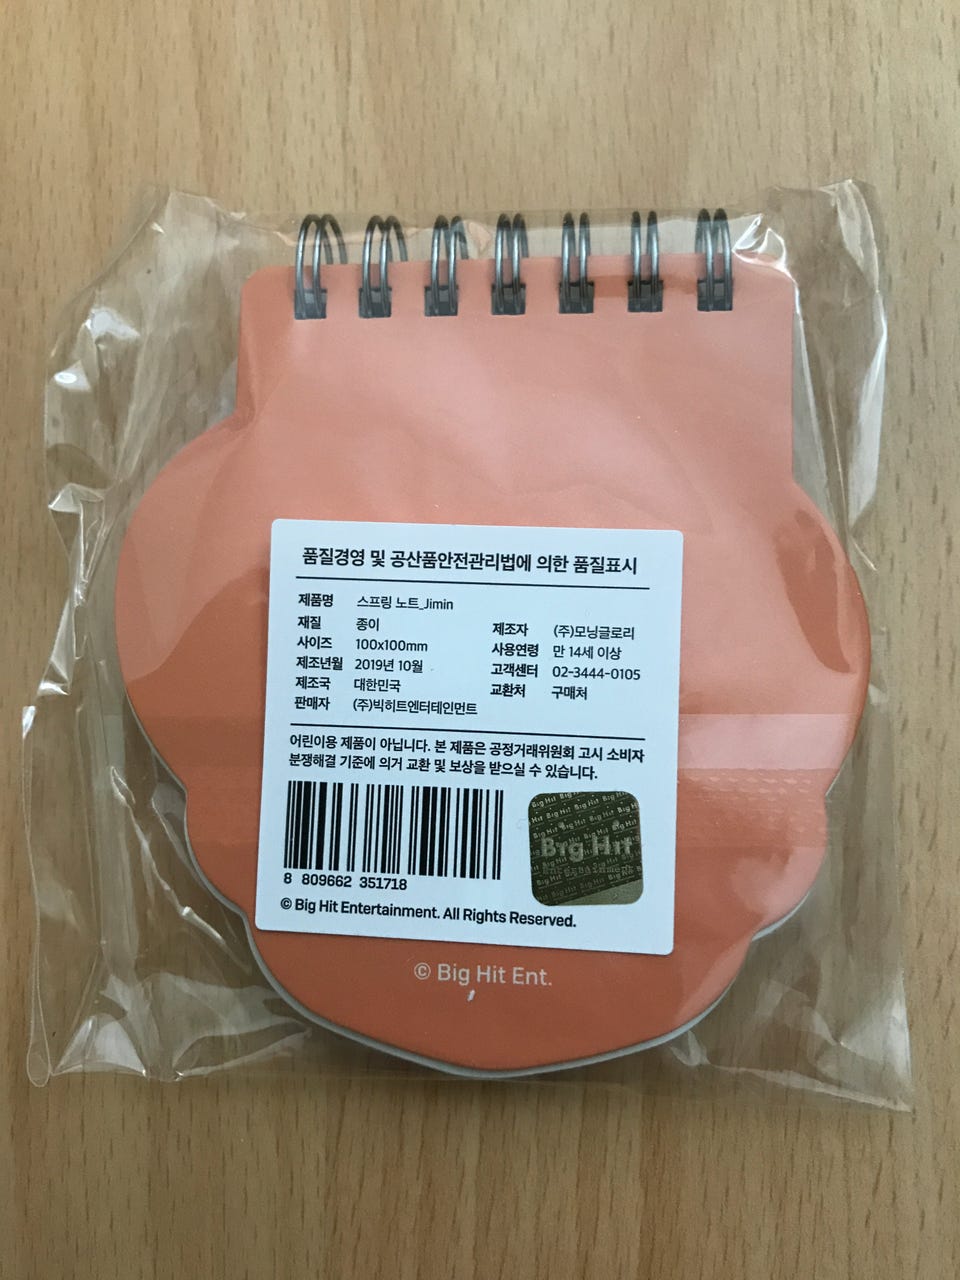 품질경영 및 공산품안전관리법에 의한 품질표시
제품명 스프링 노트_Jimin
재질 종이
사이즈 100x100mm
제조년월 2019년 10월
제조국 대한민국
판매자 (주)빅히트엔터테인먼트
제조자 (주)모닝글로리
사용연령 만 14세 이상
고객센터 02-3444-0105
교환처 구매처
어린이용 제품이 아닙니다. 본 제품은 공정거래위원회 고시 소비자
분쟁해결 기준에 의거 교환 및 보상을 받으실 수 있습니다.
8 809662 351718
Big Hit
Entertainment
© Big Hit Entertainment. All Rights Reserved.
© Big Hit Ent.